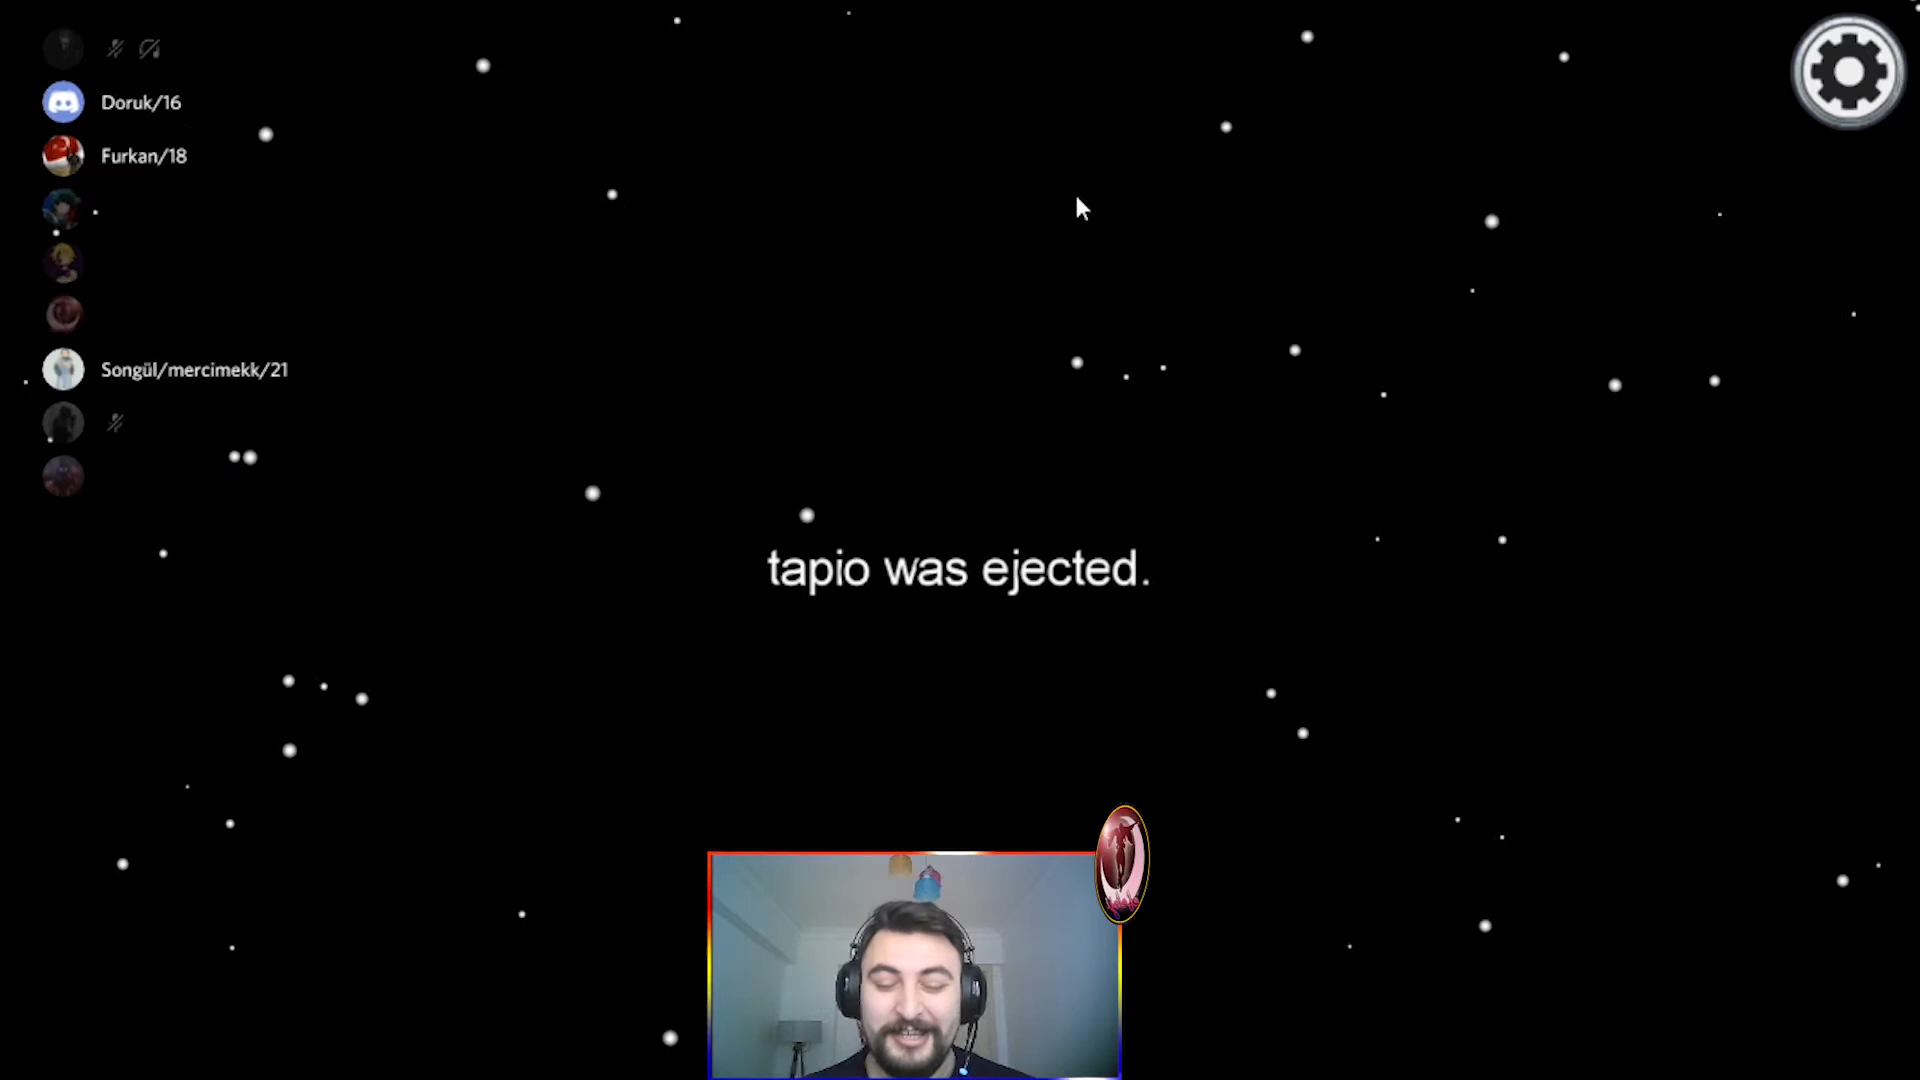 Doruk/16
Furkan/18
Songül/mercimekk/21
tapio was ejected.